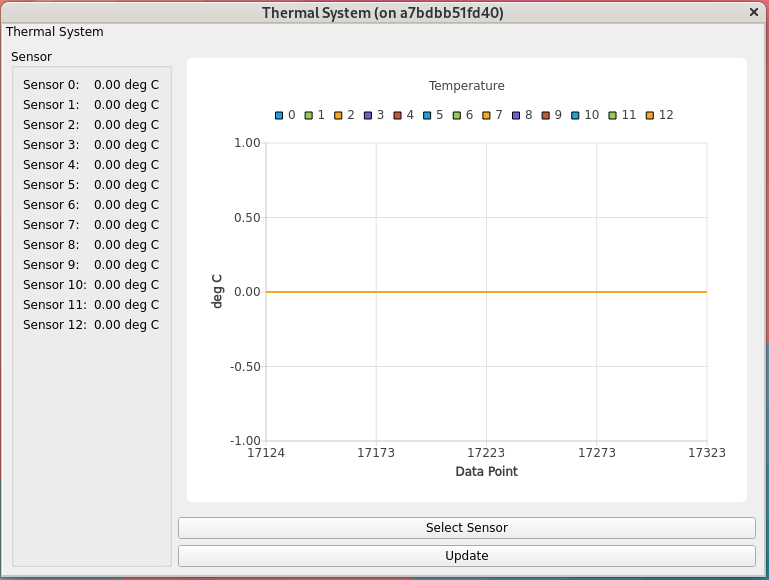 Thermal System (on a7bdbb51fd40)
Thermal System
Sensor
Sensor 0: 0.00 deg C
Sensor 1: 0.00 deg C
Sensor 2: 0.00 deg C
Sensor 3: 0.00 deg C
Sensor 4: 0.00 deg C
Sensor 5: 0.00 deg C
Sensor 6: 0.00 deg C
Sensor 7: 0.00 deg C
Sensor 8: 0.00 deg C
Sensor 9: 0.00 deg C
Sensor 10: 0.00 deg C
Sensor 11: 0.00 deg C
Sensor 12: 0.00 deg C
Temperature
0 1 2 3 4 5 6 7 8 9 10 11 12
1.00
0.50
0.00
-0.50
-1.00
deg C
17124 17173 17223 17273 17323
Data Point
Select Sensor
Update